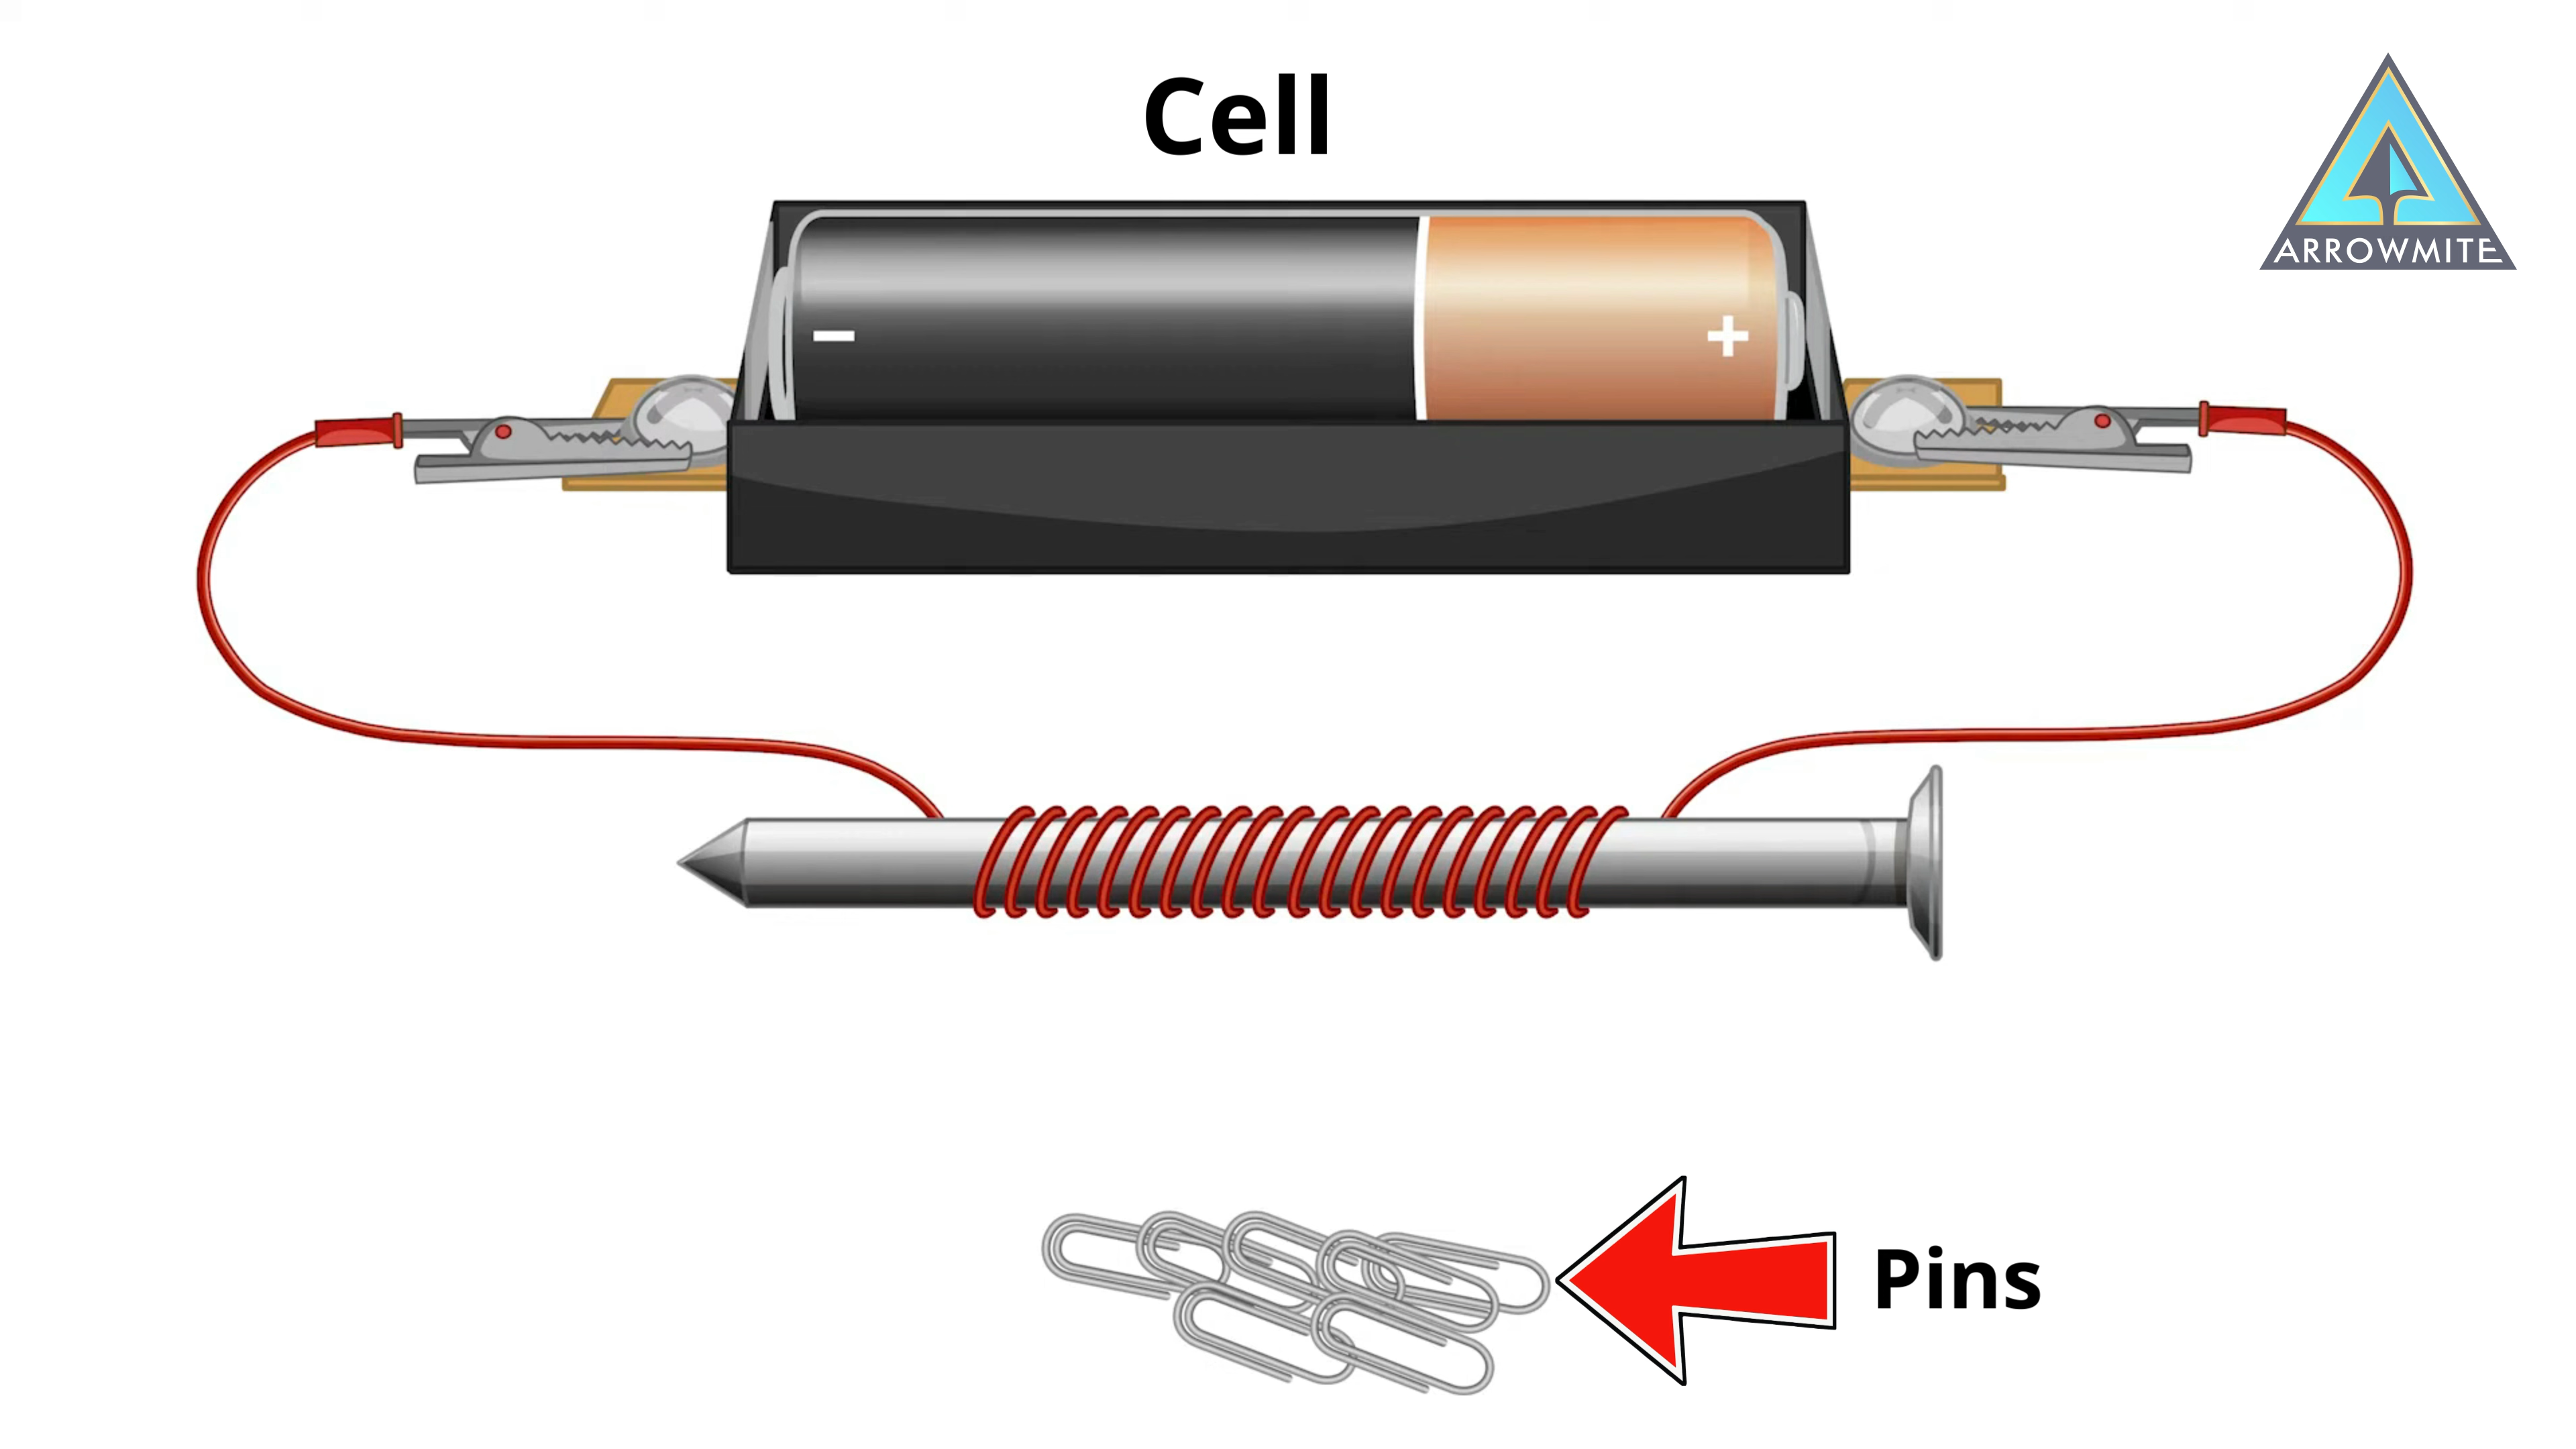 Cell
ARROWMITE
−
+
Pins